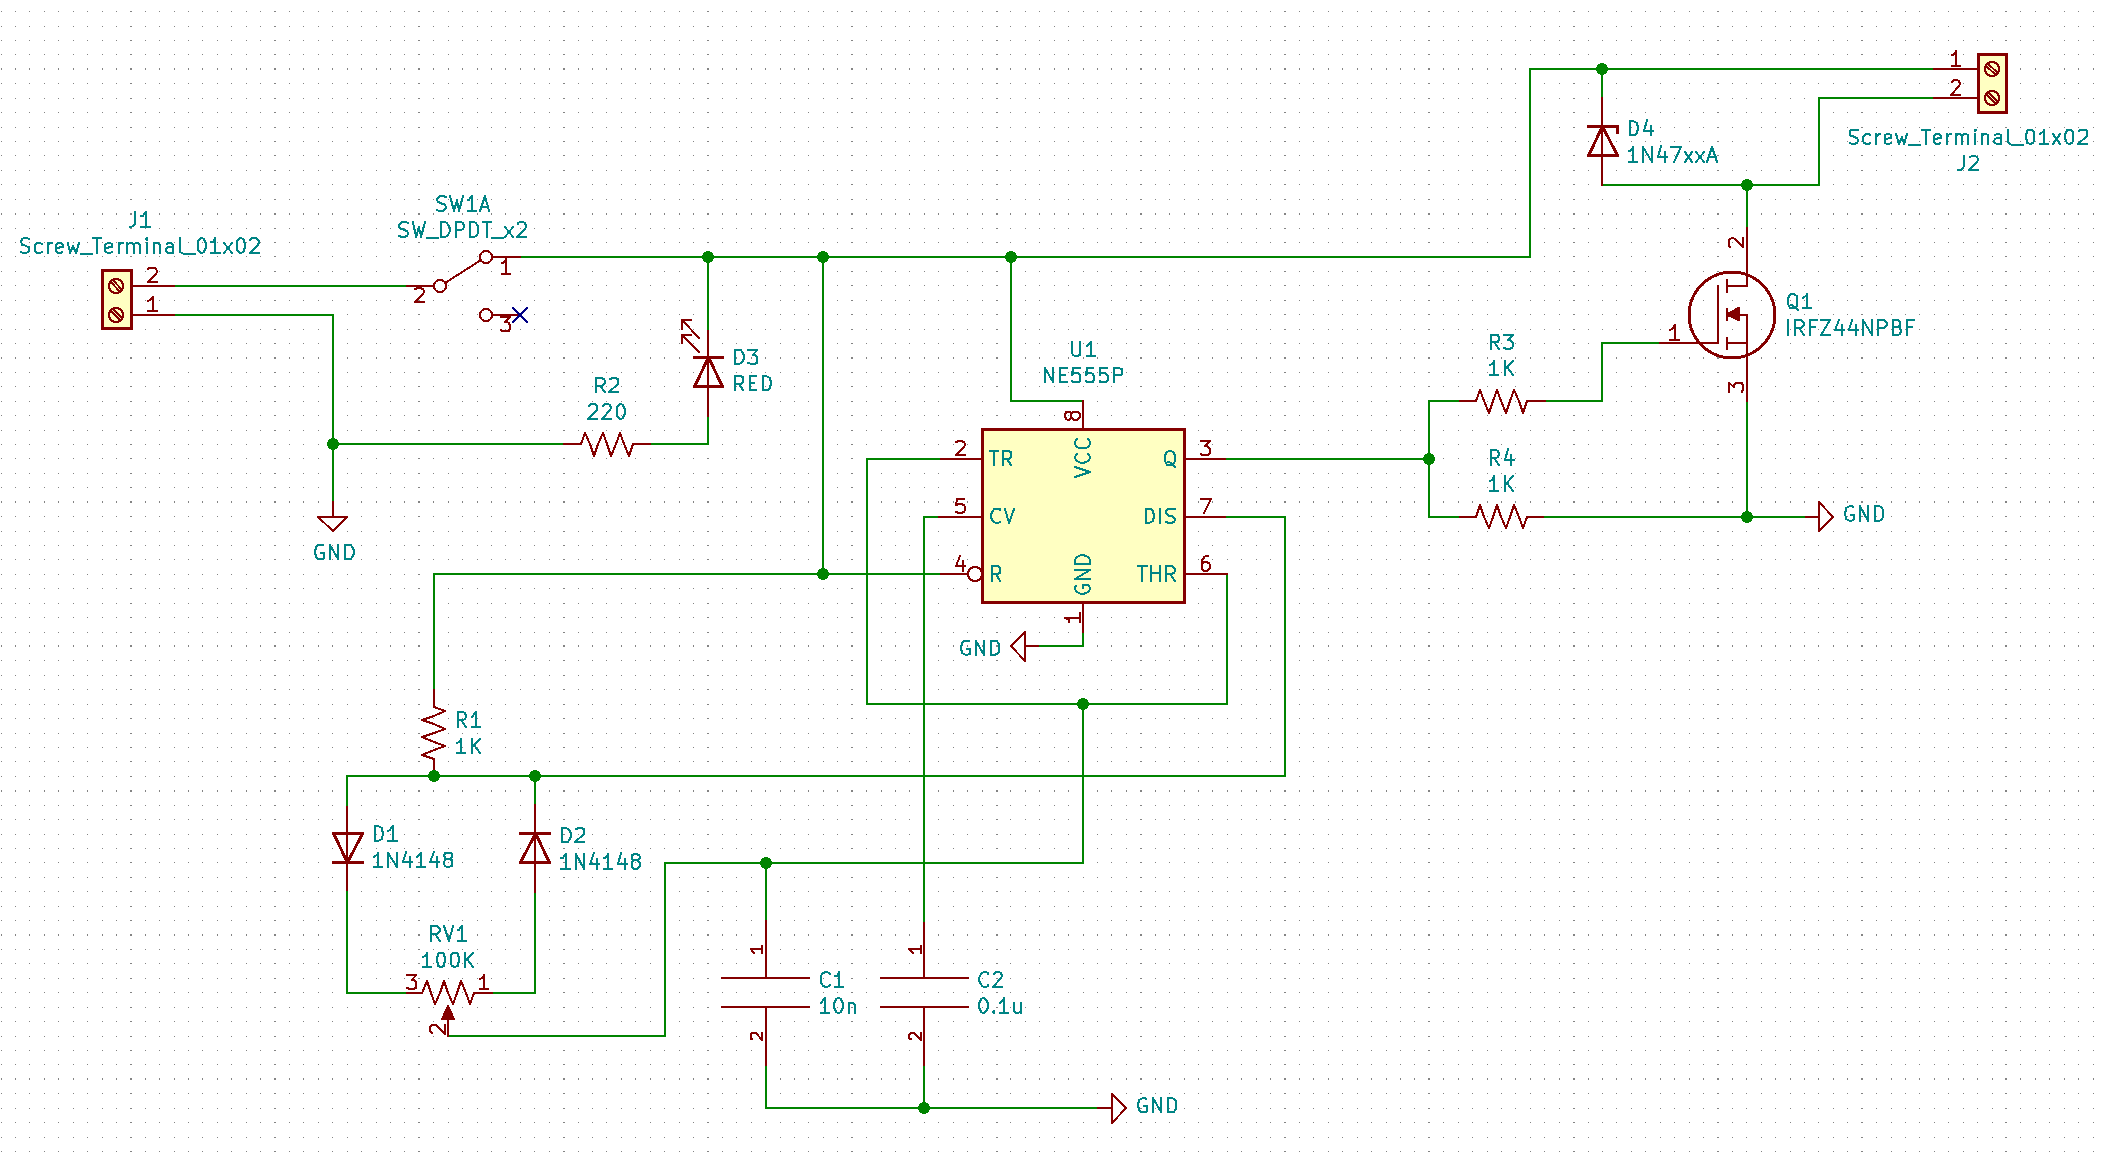 1
2
Screw_Terminal_01x02
J2
D4
1N47xxA
J1
Screw_Terminal_01x02
2
1
SW1A
SW_DPDT_x2
1
2
3
D3
RED
R2
220
GND
U1
NE555P
8
2
TR
VCC
Q
3
5
CV
DIS
7
4
R
GND
THR
6
1
GND
R3
1K
R4
1K
2
Q1
IRFZ44NPBF
1
3
GND
R1
1K
D1
1N4148
D2
1N4148
RV1
100K
3
1
2
1
C1
10n
2
1
C2
0.1u
2
GND